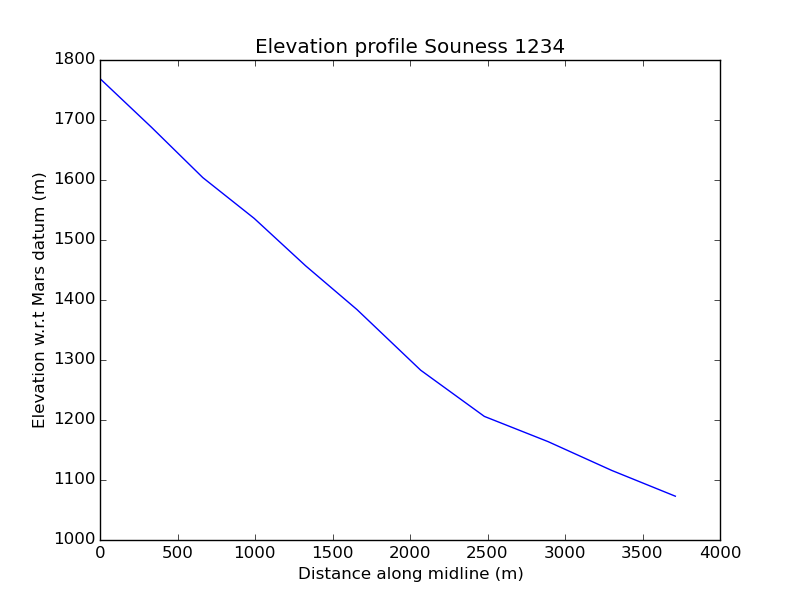 Elevation profile Souness 1234
1800
1700
1600
1500
1400
1300
1200
1100
1000
Elevation w.r.t Mars datum (m)
0 500 1000 1500 2000 2500 3000 3500 4000
Distance along midline (m)